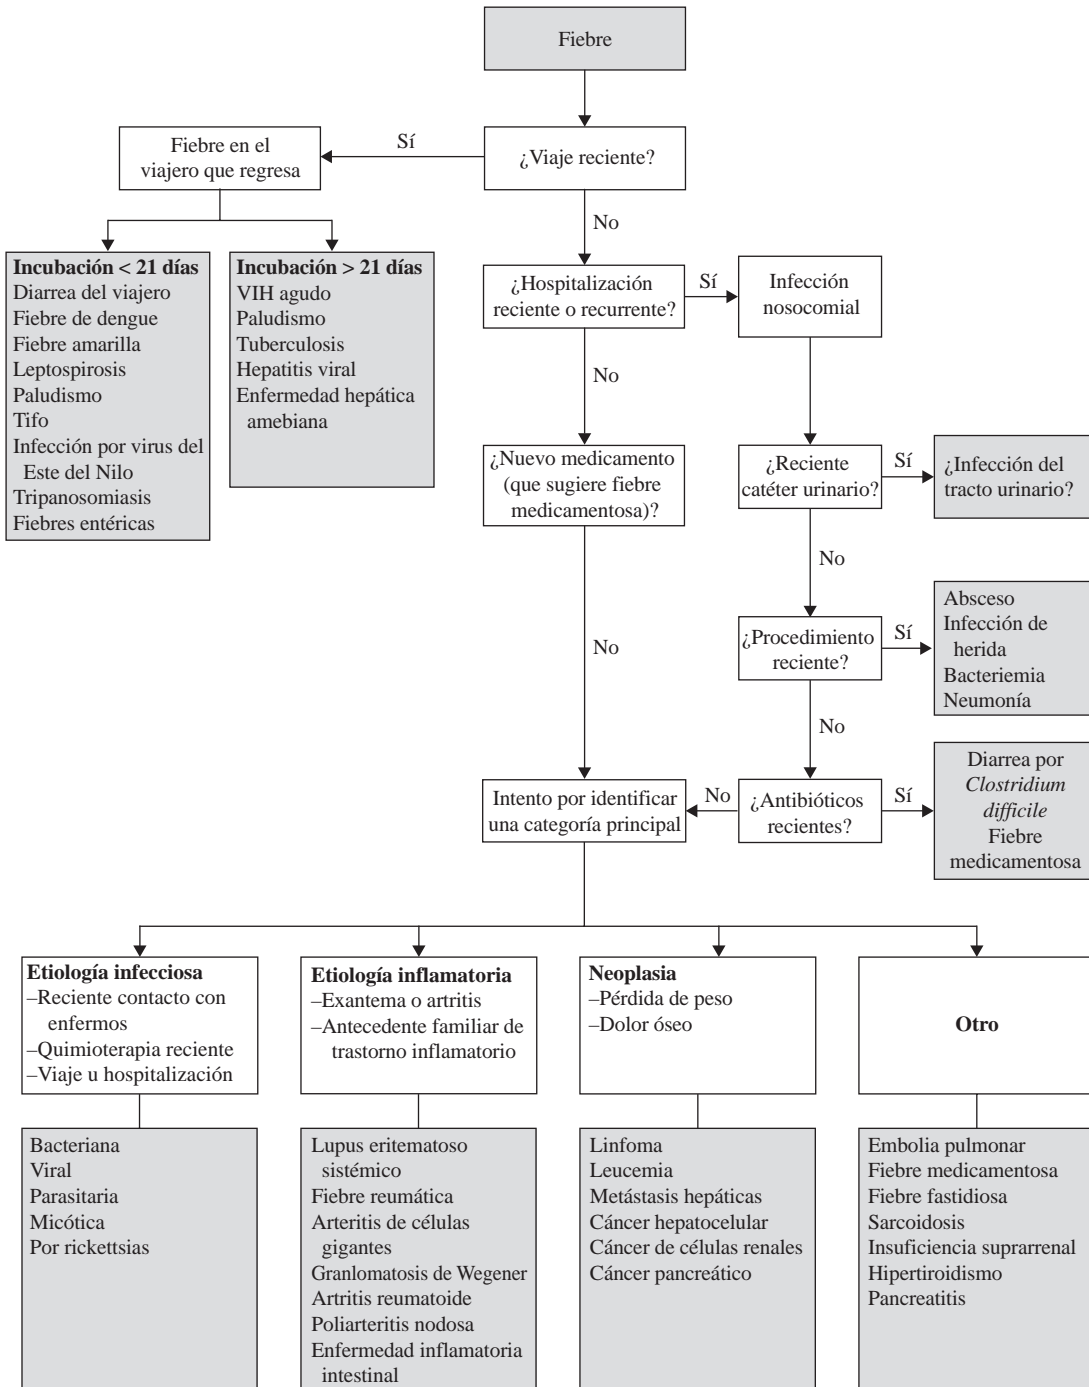 Fiebre
Sí
Fiebre en el
viajero que regresa
¿Viaje reciente?
No
Incubación < 21 días
Diarrea del viajero
Fiebre de dengue
Fiebre amarilla
Leptospirosis
Paludismo
Tifo
Infección por virus del
Este del Nilo
Tripanosomiasis
Fiebres entéricas
Incubación > 21 días
VIH agudo
Paludismo
Tuberculosis
Hepatitis viral
Enfermedad hepática
amebiana
¿Hospitalización
reciente o recurrente?
Sí
Infección
nosocomial
No
¿Nuevo medicamento
(que sugiere fiebre
medicamentosa)?
¿Reciente
catéter urinario?
Sí
¿Infección del
tracto urinario?
No
No
¿Procedimiento
reciente?
Sí
Absceso
Infección de
herida
Bacteriemia
Neumonía
No
Intento por identificar
una categoría principal
No
¿Antibióticos
recientes?
Sí
Diarrea por
Clostridium
difficile
Fiebre
medicamentosa
Etiología infecciosa
–Reciente contacto con
enfermos
–Quimioterapia reciente
–Viaje u hospitalización
Etiología inflamatoria
–Exantema o artritis
–Antecedente familiar de
trastorno inflamatorio
Neoplasia
–Pérdida de peso
–Dolor óseo
Otro
Bacteriana
Viral
Parasitaria
Micótica
Por rickettsias
Lupus eritematoso
sistémico
Fiebre reumática
Arteritis de células
gigantes
Granlomatosis de Wegener
Artritis reumatoide
Poliarteritis nodosa
Enfermedad inflamatoria
intestinal
Linfoma
Leucemia
Metástasis hepáticas
Cáncer hepatocelular
Cáncer de células renales
Cáncer pancreático
Embolia pulmonar
Fiebre medicamentosa
Fiebre fastidiosa
Sarcoidosis
Insuficiencia suprarrenal
Hipertiroidismo
Pancreatitis